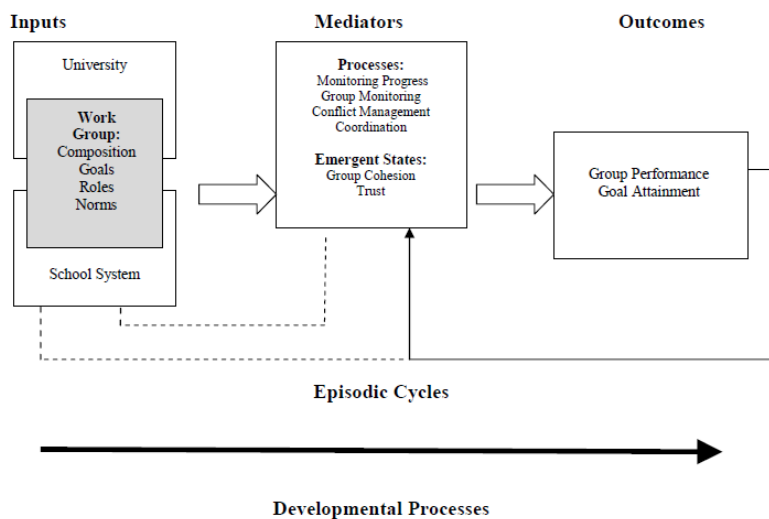 Inputs
Mediators
Outcomes
University
Work
Group:
Composition
Goals
Roles
Norms
School System
Processes:
Monitoring Progress
Group Monitoring
Conflict Management
Coordination
Emergent States:
Group Cohesion
Trust
Group Performance
Goal Attainment
Episodic Cycles
Developmental Processes